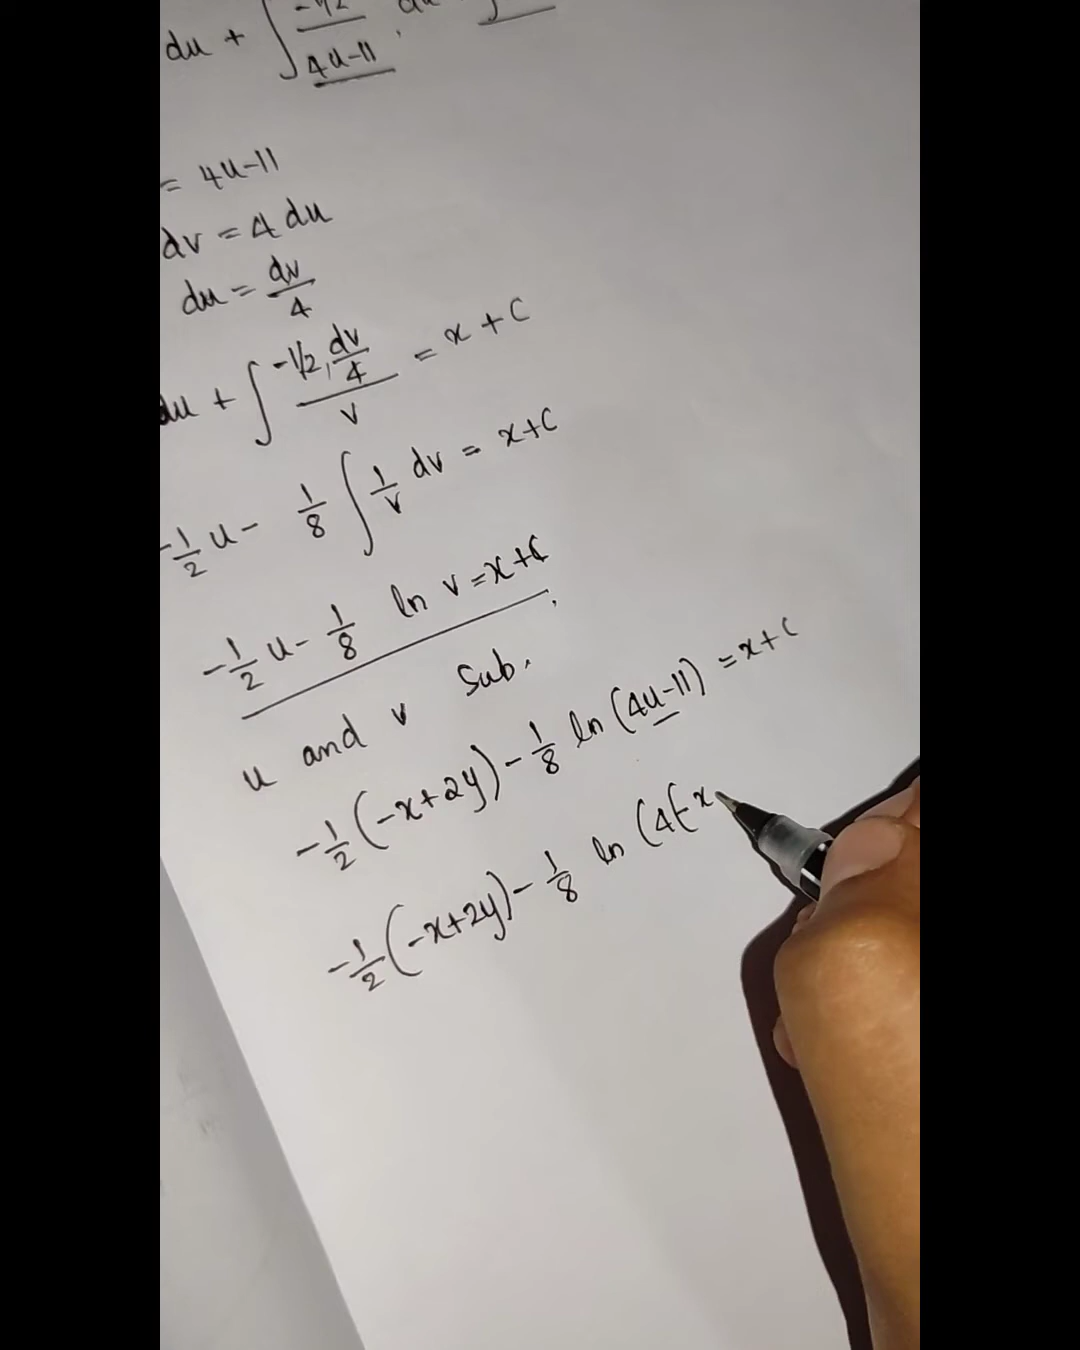 du + ∫ -1/2 / 4u-11 .
= 4u-11
dv = 4 du
du = dv/4
du + ∫ -1/2, dv/4 / v = x + C
-1/2 u - 1/8 ∫ 1/v dv = x+C
-1/2 u - 1/8 ln v = x+C
u and v sub.
-1/2 (-x+2y) - 1/8 ln (4u-11) = x+C
-1/2 (-x+2y) - 1/8 ln (4(-x